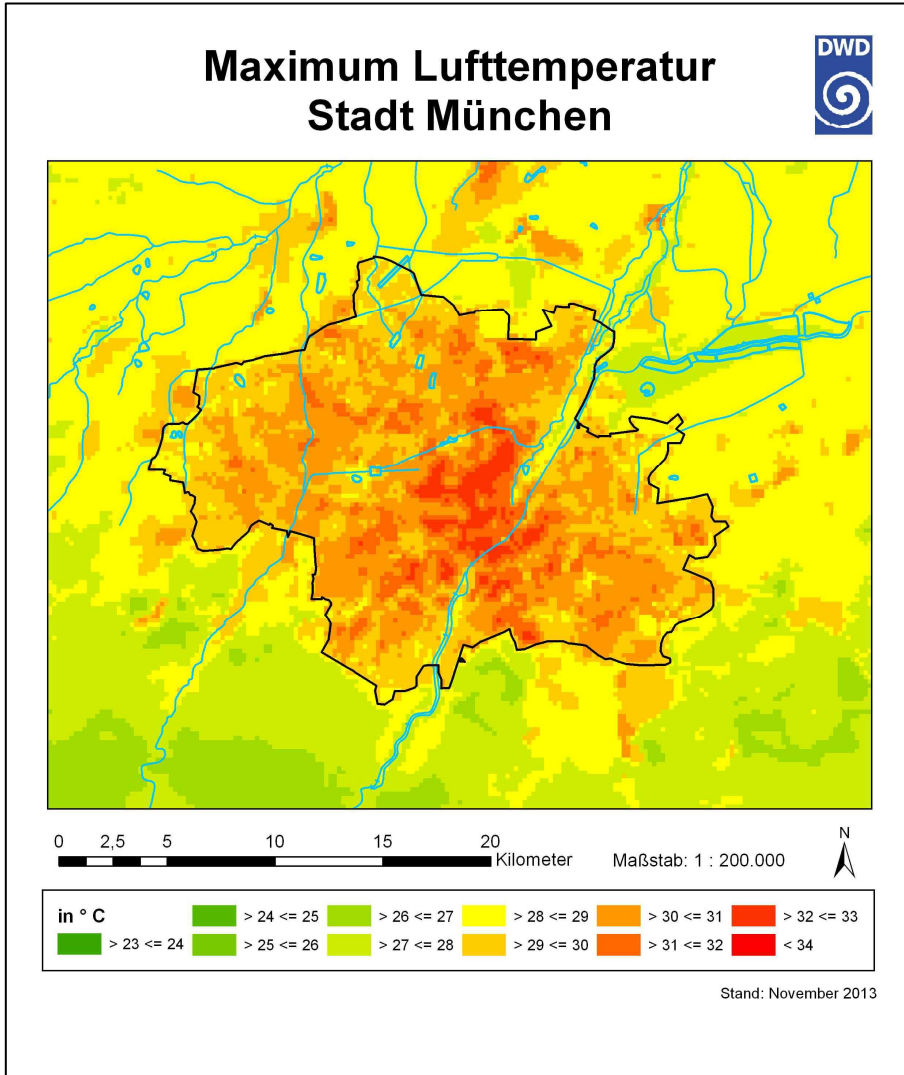 Maximum Lufttemperatur
Stadt München
DWD
0 2,5 5 10 15 20
Kilometer
Maßstab: 1 : 200.000
N
in ° C
> 24 <= 25 > 26 <= 27 > 28 <= 29 > 30 <= 31 > 32 <= 33
> 23 <= 24 > 25 <= 26 > 27 <= 28 > 29 <= 30 > 31 <= 32 < 34
Stand: November 2013